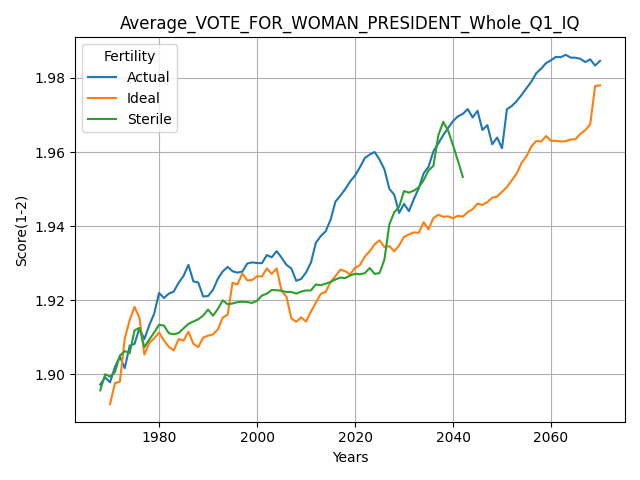 Average_VOTE_FOR_WOMAN_PRESIDENT_Whole_Q1_IQ
Fertility
Actual
Ideal
Sterile
Score(1-2)
1.98
1.96
1.94
1.92
1.90
1980
2000
2020
2040
2060
Years